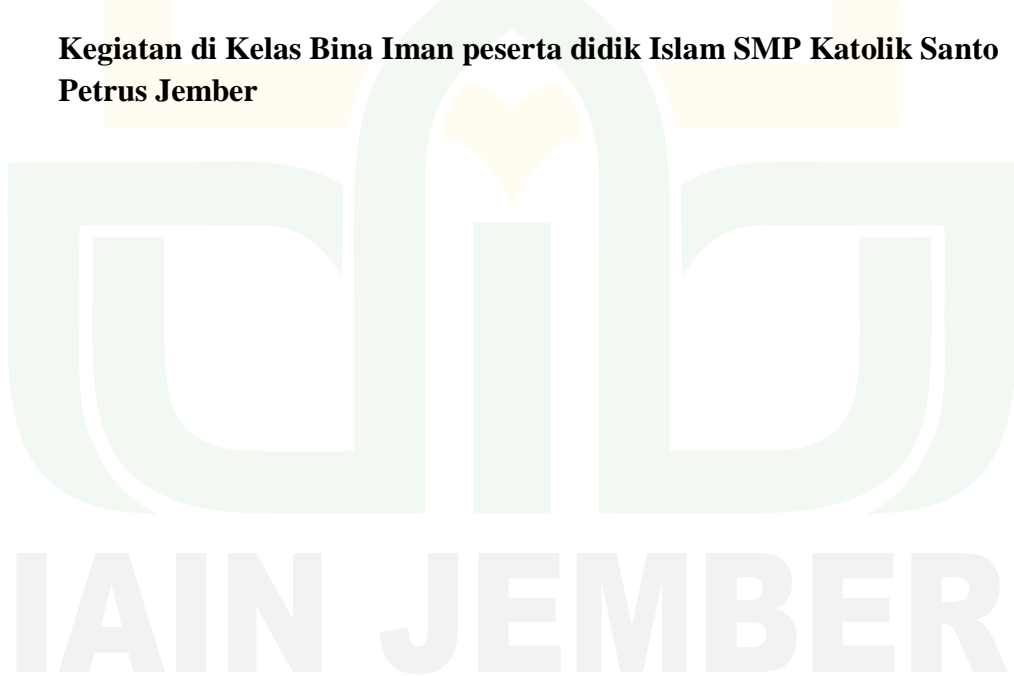 Kegiatan di Kelas Bina Iman peserta didik Islam SMP Katolik Santo
Petrus Jember
IAIN JEMBER